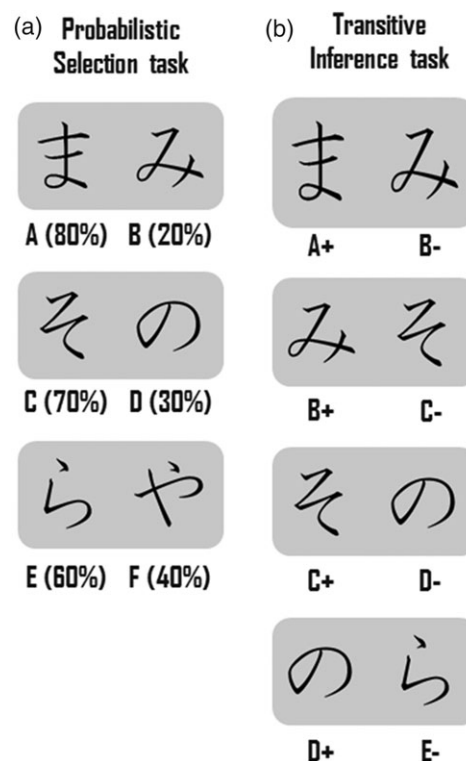 (a) Probabilistic
Selection task
ま み
A (80%) B (20%)
そ の
C (70%) D (30%)
ら や
E (60%) F (40%)
(b) Transitive
Inference task
ま み
A+ B-
み そ
B+ C-
そ の
C+ D-
の ら
D+ E-